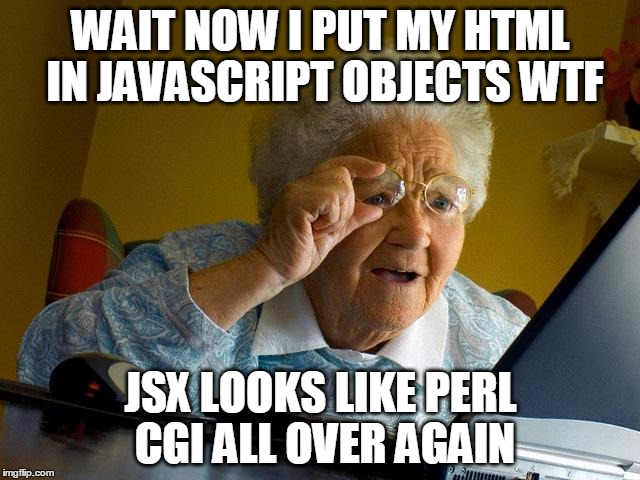 WAIT NOW I PUT MY HTML
IN JAVASCRIPT OBJECTS WTF
JSX LOOKS LIKE PERL
CGI ALL OVER AGAIN
imgflip.com